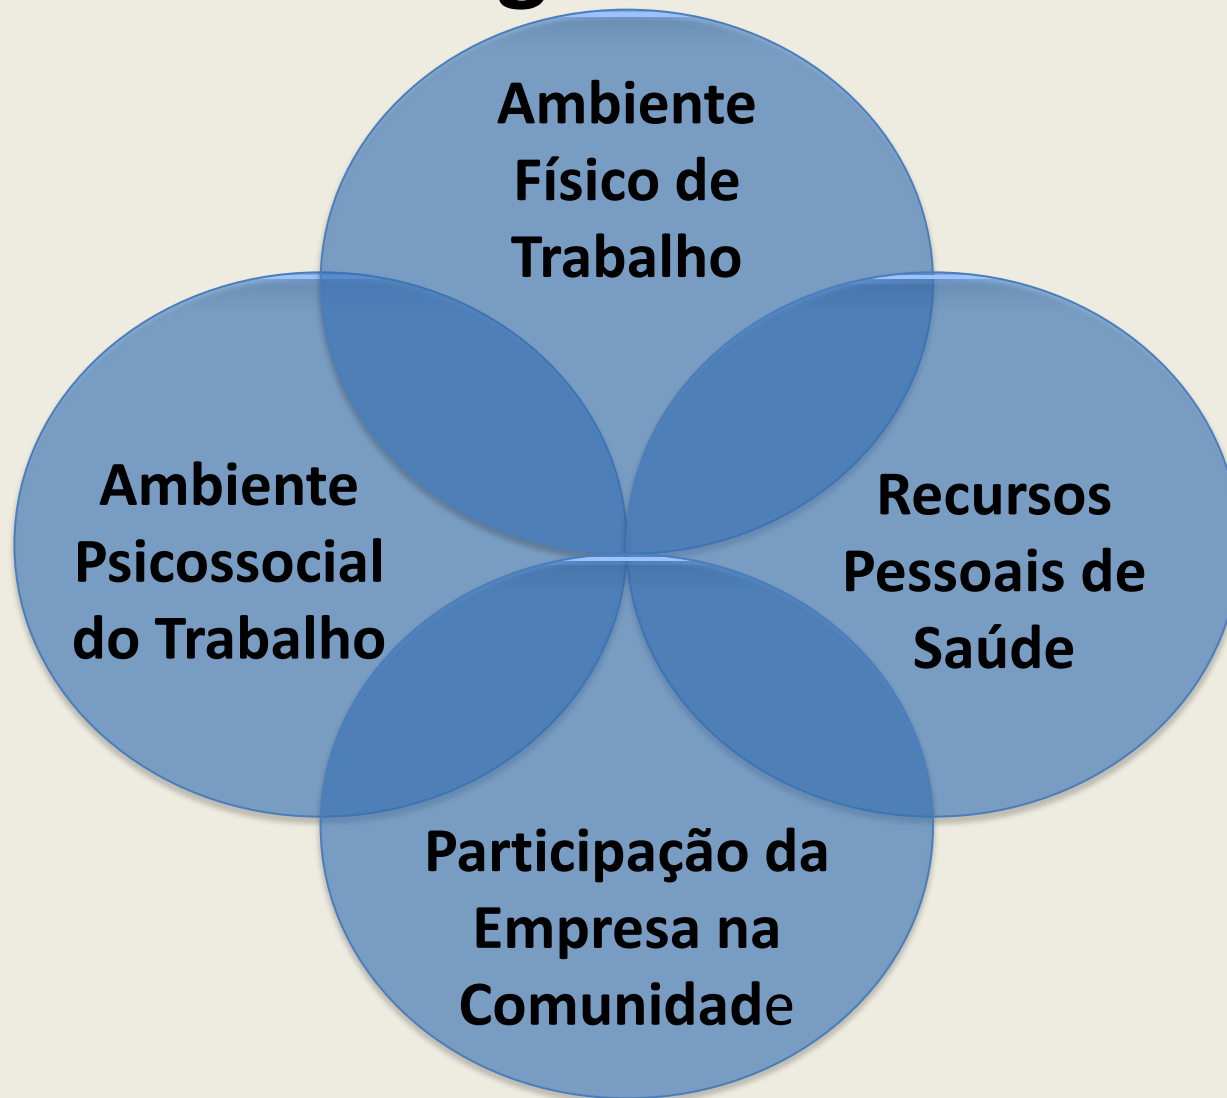 Ambiente
Físico de
Trabalho
Ambiente
Psicossocial
do Trabalho
Recursos
Pessoais de
Saúde
Participação da
Empresa na
Comunidade